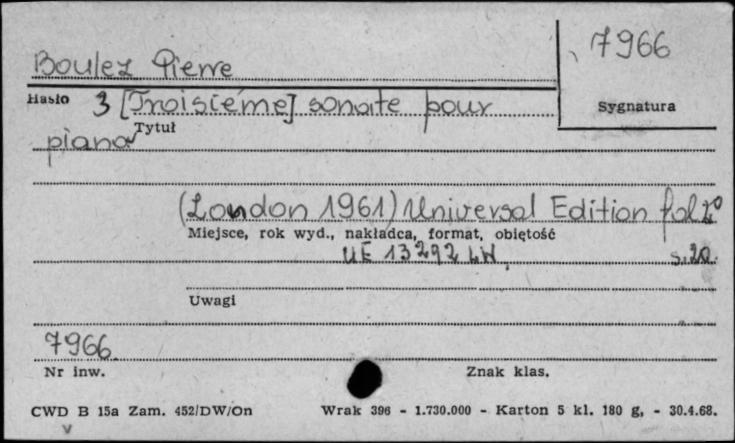 7966
Boulez Pierre
Hasło 3 [Troisième] sonate pour
Sygnatura
Tytuł
piano
(London 1961) Universal Edition fol 2°
Miejsce, rok wyd., nakładca, format, objętość
UE 13292 LW. s.20.
Uwagi
7966
Nr inw.
Znak klas.
CWD B 15a Zam. 452/DW/On Wrak 396 - 1.730.000 - Karton 5 kl. 180 g, - 30.4.68.
v